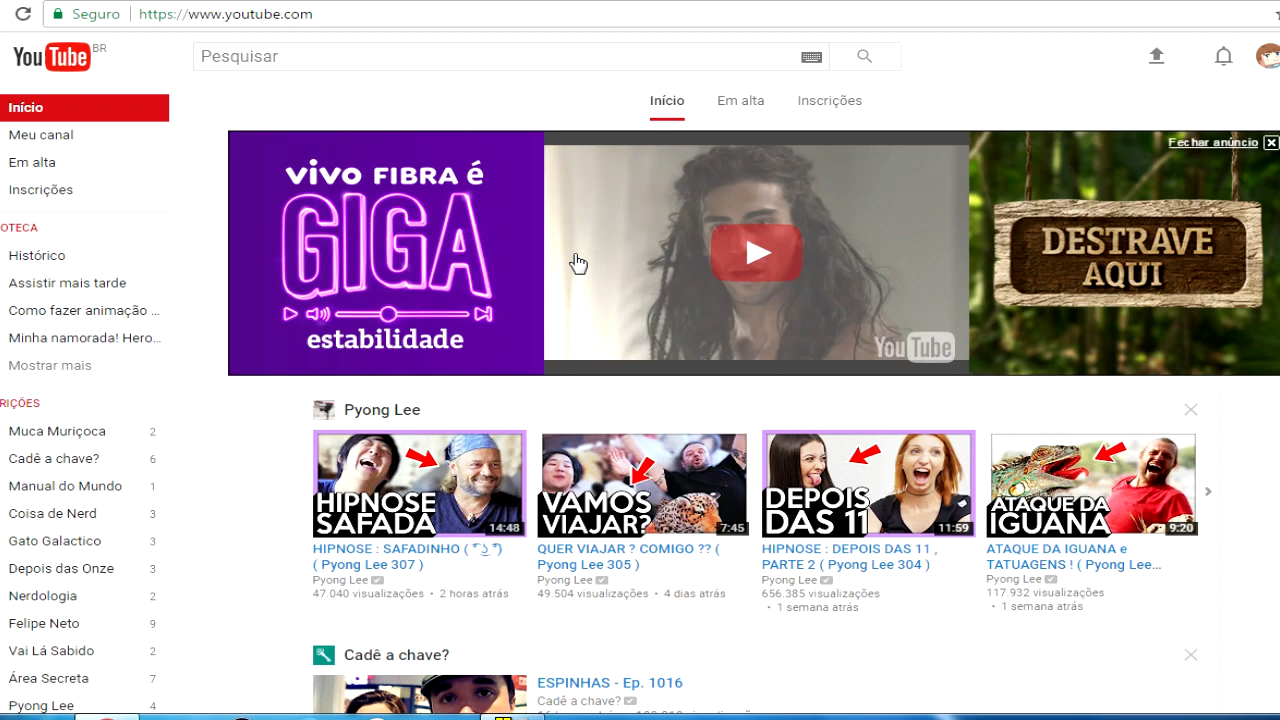 Seguro
https://www.youtube.com
YouTube BR
Pesquisar
Início
Em alta
Inscrições
Início
Meu canal
Em alta
Inscrições
OTECA
Histórico
Assistir mais tarde
Como fazer animação ...
Minha namorada! Hero...
Mostrar mais
RIÇÕES
Muca Muriçoca 2
Cadê a chave? 6
Manual do Mundo 1
Coisa de Nerd 3
Gato Galactico 3
Depois das Onze 3
Nerdologia 2
Felipe Neto 9
Vai Lá Sabido 2
Área Secreta 7
Pyong Lee 4
VIVO FIBRA é
GIGA
estabilidade
YouTube
Fechar anúncio
DESTRAVE
AQUI
Pyong Lee
HIPNOSE
SAFADA
14:48
HIPNOSE : SAFADINHO ( ͡° ͜ʖ ͡°)
( Pyong Lee 307 )
Pyong Lee
47.040 visualizações • 2 horas atrás
VAMOS
VIAJAR?
7:45
QUER VIAJAR ? COMIGO ?? (
Pyong Lee 305 )
Pyong Lee
49.504 visualizações • 4 dias atrás
DEPOIS
DAS 11
11:59
HIPNOSE : DEPOIS DAS 11 ,
PARTE 2 ( Pyong Lee 304 )
Pyong Lee
656.385 visualizações
• 1 semana atrás
ATAQUE DA
IGUANA
9:20
ATAQUE DA IGUANA e
TATUAGENS ! ( Pyong Lee...
Pyong Lee
117.932 visualizações
• 1 semana atrás
Cadê a chave?
ESPINHAS - Ep. 1016
Cadê a chave?